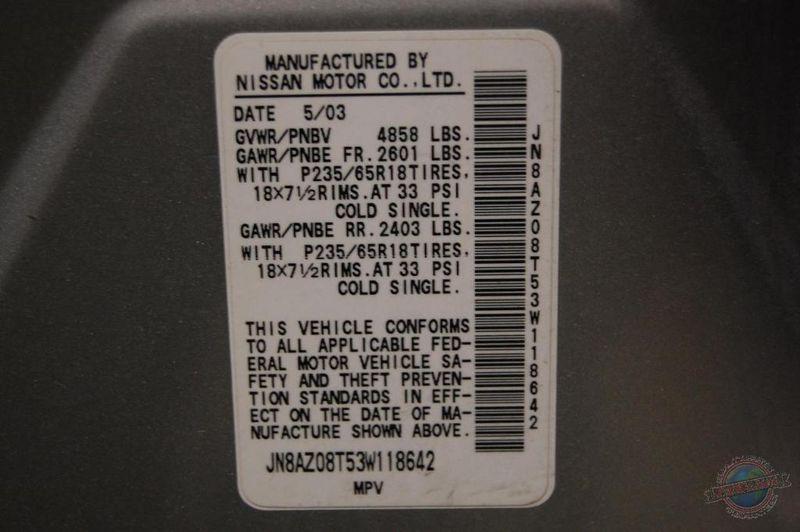 MANUFACTURED BY
NISSAN MOTOR CO.,LTD.
DATE 5/03
GVWR/PNBV 4858 LBS.
GAWR/PNBE FR.2601 LBS.
WITH P235/65R18TIRES,
18×7½RIMS.AT 33 PSI
COLD SINGLE.
GAWR/PNBE RR.2403 LBS.
WITH P235/65R18TIRES,
18×7½RIMS.AT 33 PSI
COLD SINGLE.
THIS VEHICLE CONFORMS
TO ALL APPLICABLE FED-
ERAL MOTOR VEHICLE SA-
FETY AND THEFT PREVEN-
TION STANDARDS IN EFF-
ECT ON THE DATE OF MA-
NUFACTURE SHOWN ABOVE.
JN8AZ08T53W118642
JN8AZ08T53W118642
MPV